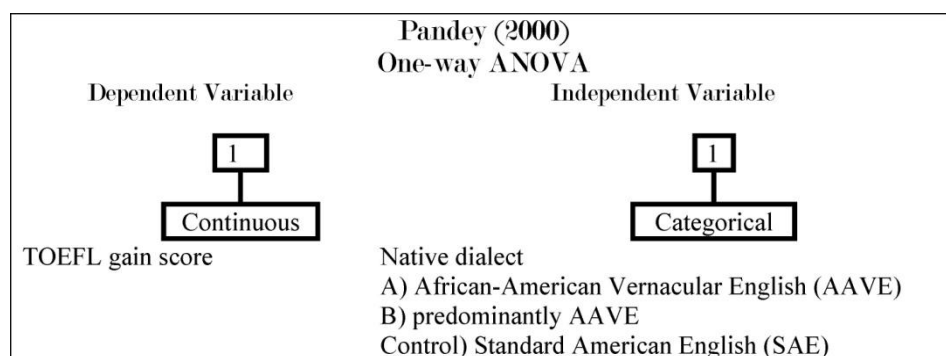 Pandey (2000)
One-way ANOVA
Dependent Variable
Independent Variable
1
1
Continuous
Categorical
TOEFL gain score
Native dialect
A) African-American Vernacular English (AAVE)
B) predominantly AAVE
Control) Standard American English (SAE)